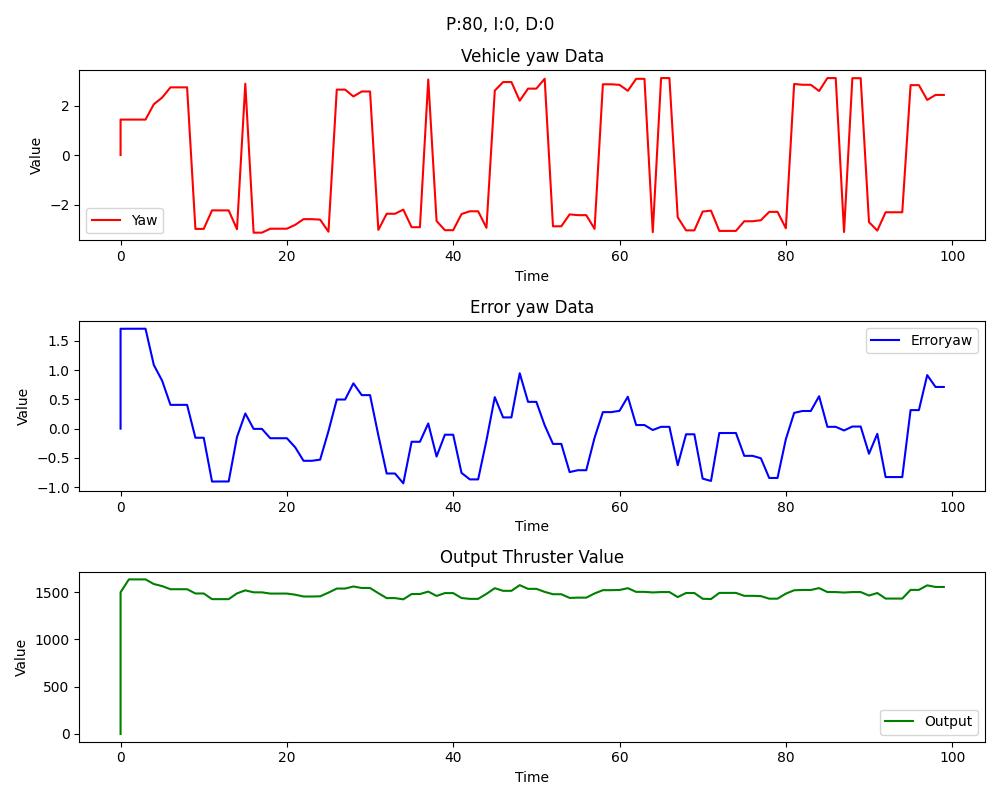 P:80, I:0, D:0
Vehicle yaw Data
Value
2
0
−2
Yaw
0 20 40 60 80 100
Time
Error yaw Data
Value
1.5
1.0
0.5
0.0
−0.5
−1.0
Erroryaw
0 20 40 60 80 100
Time
Output Thruster Value
Value
1500
1000
500
0
Output
0 20 40 60 80 100
Time